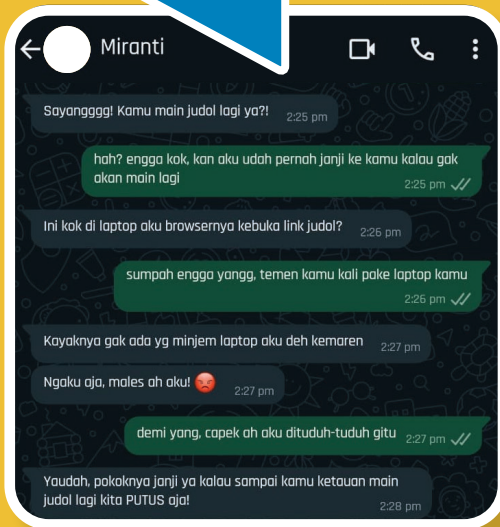 Miranti
Sayangggg! Kamu main judol lagi ya?! 2:25 pm
hah? engga kok, kan aku udah pernah janji ke kamu kalau gak
akan main lagi
2:25 pm
Ini kok di laptop aku browsernya kebuka link judol? 2:26 pm
sumpah engga yangg, temen kamu kali pake laptop kamu
2:26 pm
Kayaknya gak ada yg minjem laptop aku deh kemaren 2:27 pm
Ngaku aja, males ah aku! 😡 2:27 pm
demi yang, capek ah aku dituduh-tuduh gitu 2:27 pm
Yaudah, pokoknya janji ya kalau sampai kamu ketauan main
judol lagi kita PUTUS aja!
2:28 pm